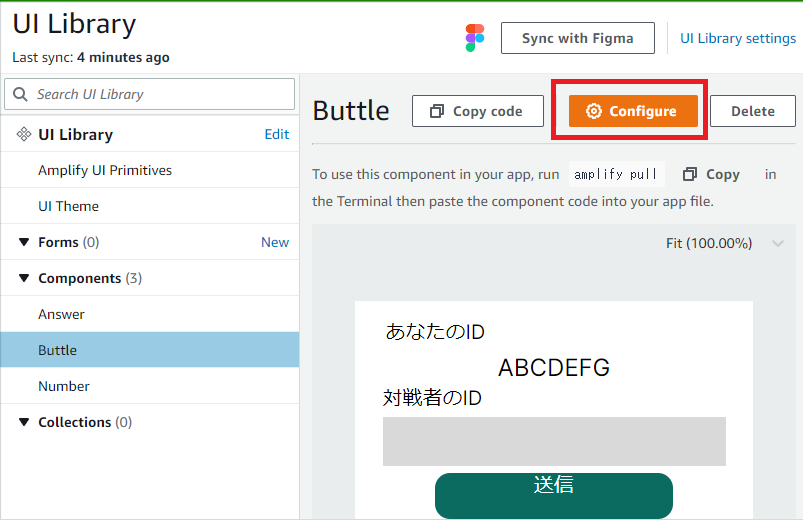 UI Library
Last sync: 4 minutes ago
Sync with Figma
UI Library settings
Search UI Library
UI Library
Edit
Amplify UI Primitives
UI Theme
Forms (0)
New
Components (3)
Answer
Buttle
Number
Collections (0)
Buttle
Copy code
Configure
Delete
To use this component in your app, run amplify pull Copy in
the Terminal then paste the component code into your app file.
Fit (100.00%)
あなたのID
ABCDEFG
対戦者のID
送信